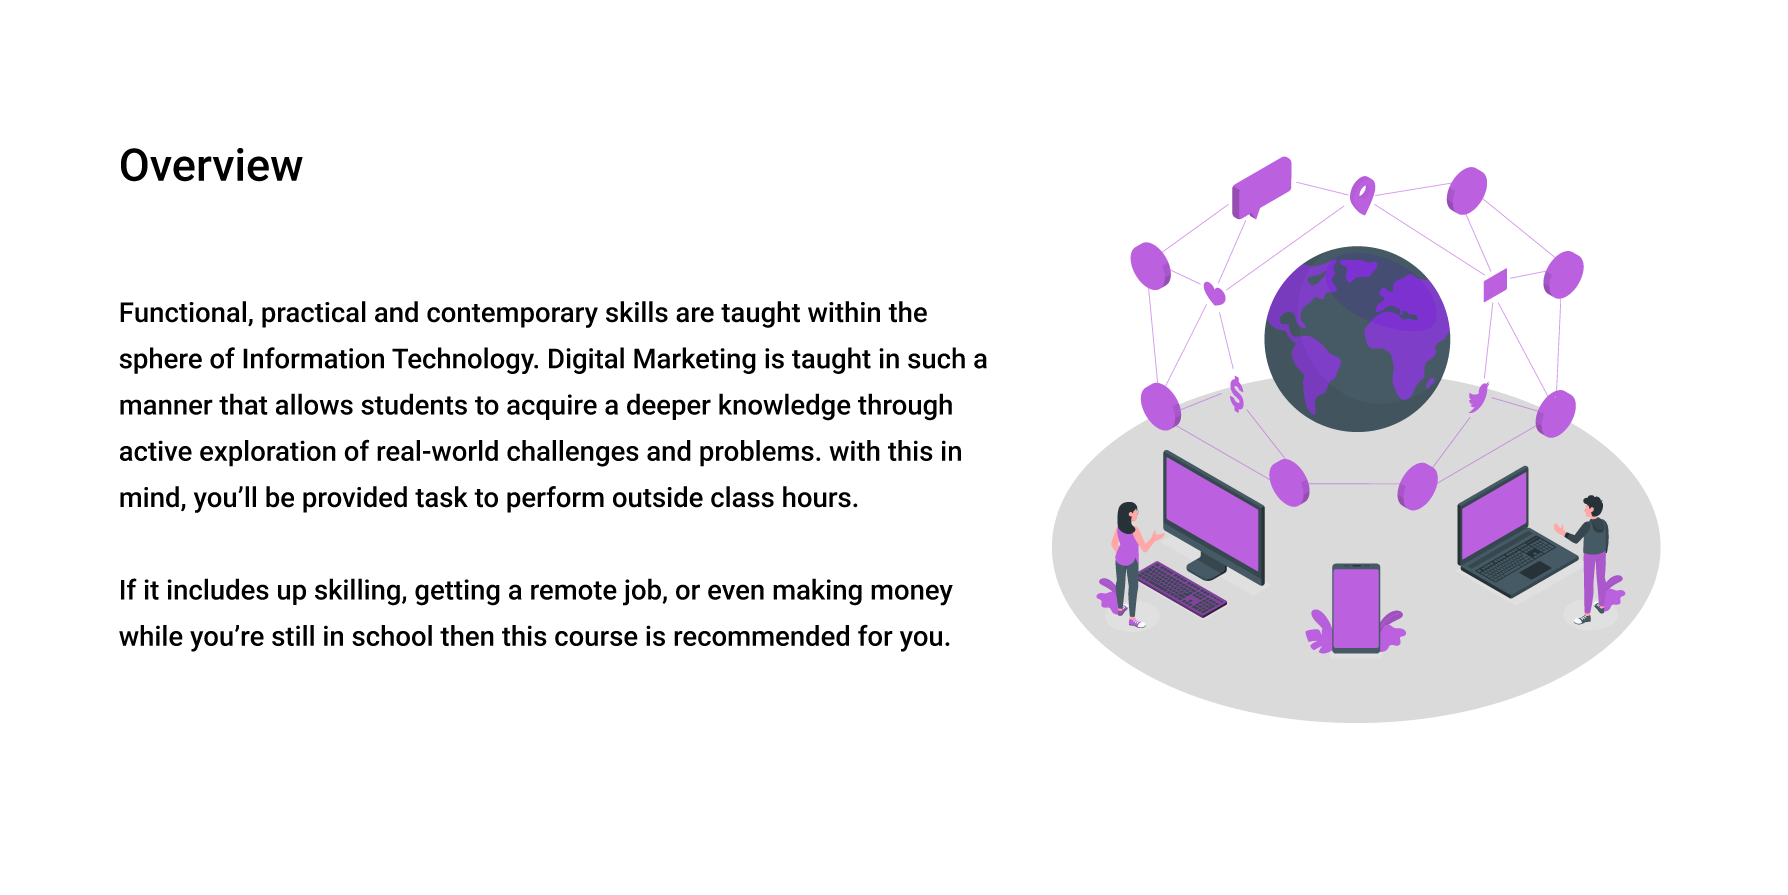 Overview
Functional, practical and contemporary skills are taught within the
sphere of Information Technology. Digital Marketing is taught in such a
manner that allows students to acquire a deeper knowledge through
active exploration of real-world challenges and problems. with this in
mind, you’ll be provided task to perform outside class hours.
If it includes up skilling, getting a remote job, or even making money
while you’re still in school then this course is recommended for you.